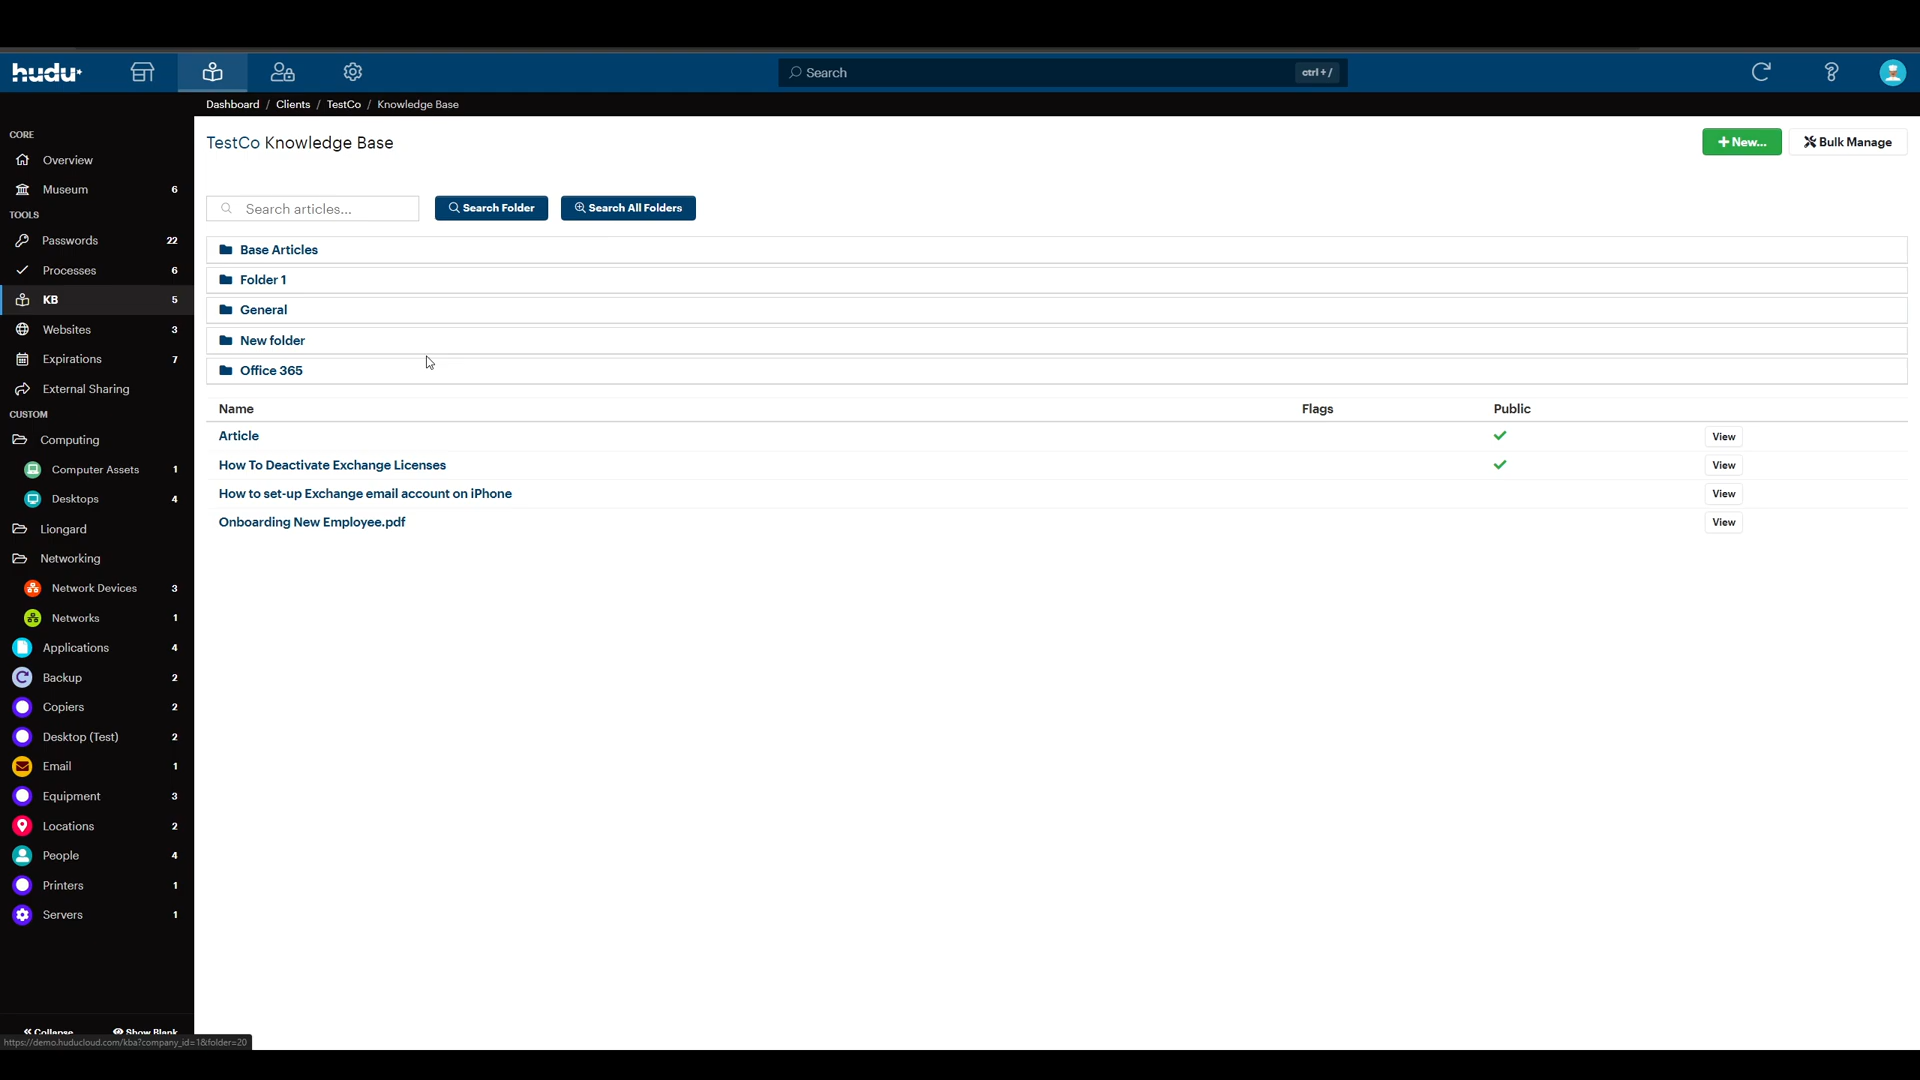 hudu
Search
ctrl + /
Dashboard / Clients / TestCo / Knowledge Base
CORE
Overview
Museum 6
TOOLS
Passwords 22
Processes 6
KB 5
Websites 3
Expirations 7
External Sharing
CUSTOM
Computing
Computer Assets 1
Desktops 4
Liongard
Networking
Network Devices 3
Networks 1
Applications 4
Backup 2
Copiers 2
Desktop (Test) 2
Email 1
Equipment 3
Locations 2
People 4
Printers 1
Servers 1
Collapse Show Blank
https://demo.huducloud.com/kba?company_id=1&folder=20
TestCo Knowledge Base
+ New...
Bulk Manage
Search articles...
Search Folder
Search All Folders
Base Articles
Folder 1
General
New folder
Office 365
Name Flags Public
Article View
How To Deactivate Exchange Licenses View
How to set-up Exchange email account on iPhone View
Onboarding New Employee.pdf View